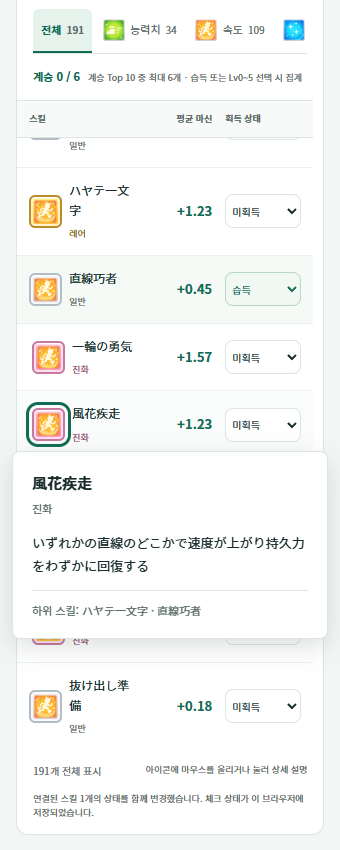 전체 191
능력치 34
속도 109
계승 0 / 6 계승 Top 10 중 최대 6개 · 습득 또는 Lv0~5 선택 시 집계
스킬 평균 마신 획득 상태
일반
ハヤテ一文
字
레어
+1.23 미획득
直線巧者
일반
+0.45 습득
一輪の勇気
진화
+1.57 미획득
風花疾走
진화
+1.23 미획득
風花疾走
진화
いずれかの直線のどこかで速度が上がり持久力
をわずかに回復する
하위 스킬: ハヤテ一文字 · 直線巧者
진화
抜け出し準
備
일반
+0.18 미획득
191개 전체 표시 아이콘에 마우스를 올리거나 눌러 상세 설명
연결된 스킬 1개의 상태를 함께 변경했습니다. 체크 상태가 이 브라우저에
저장되었습니다.